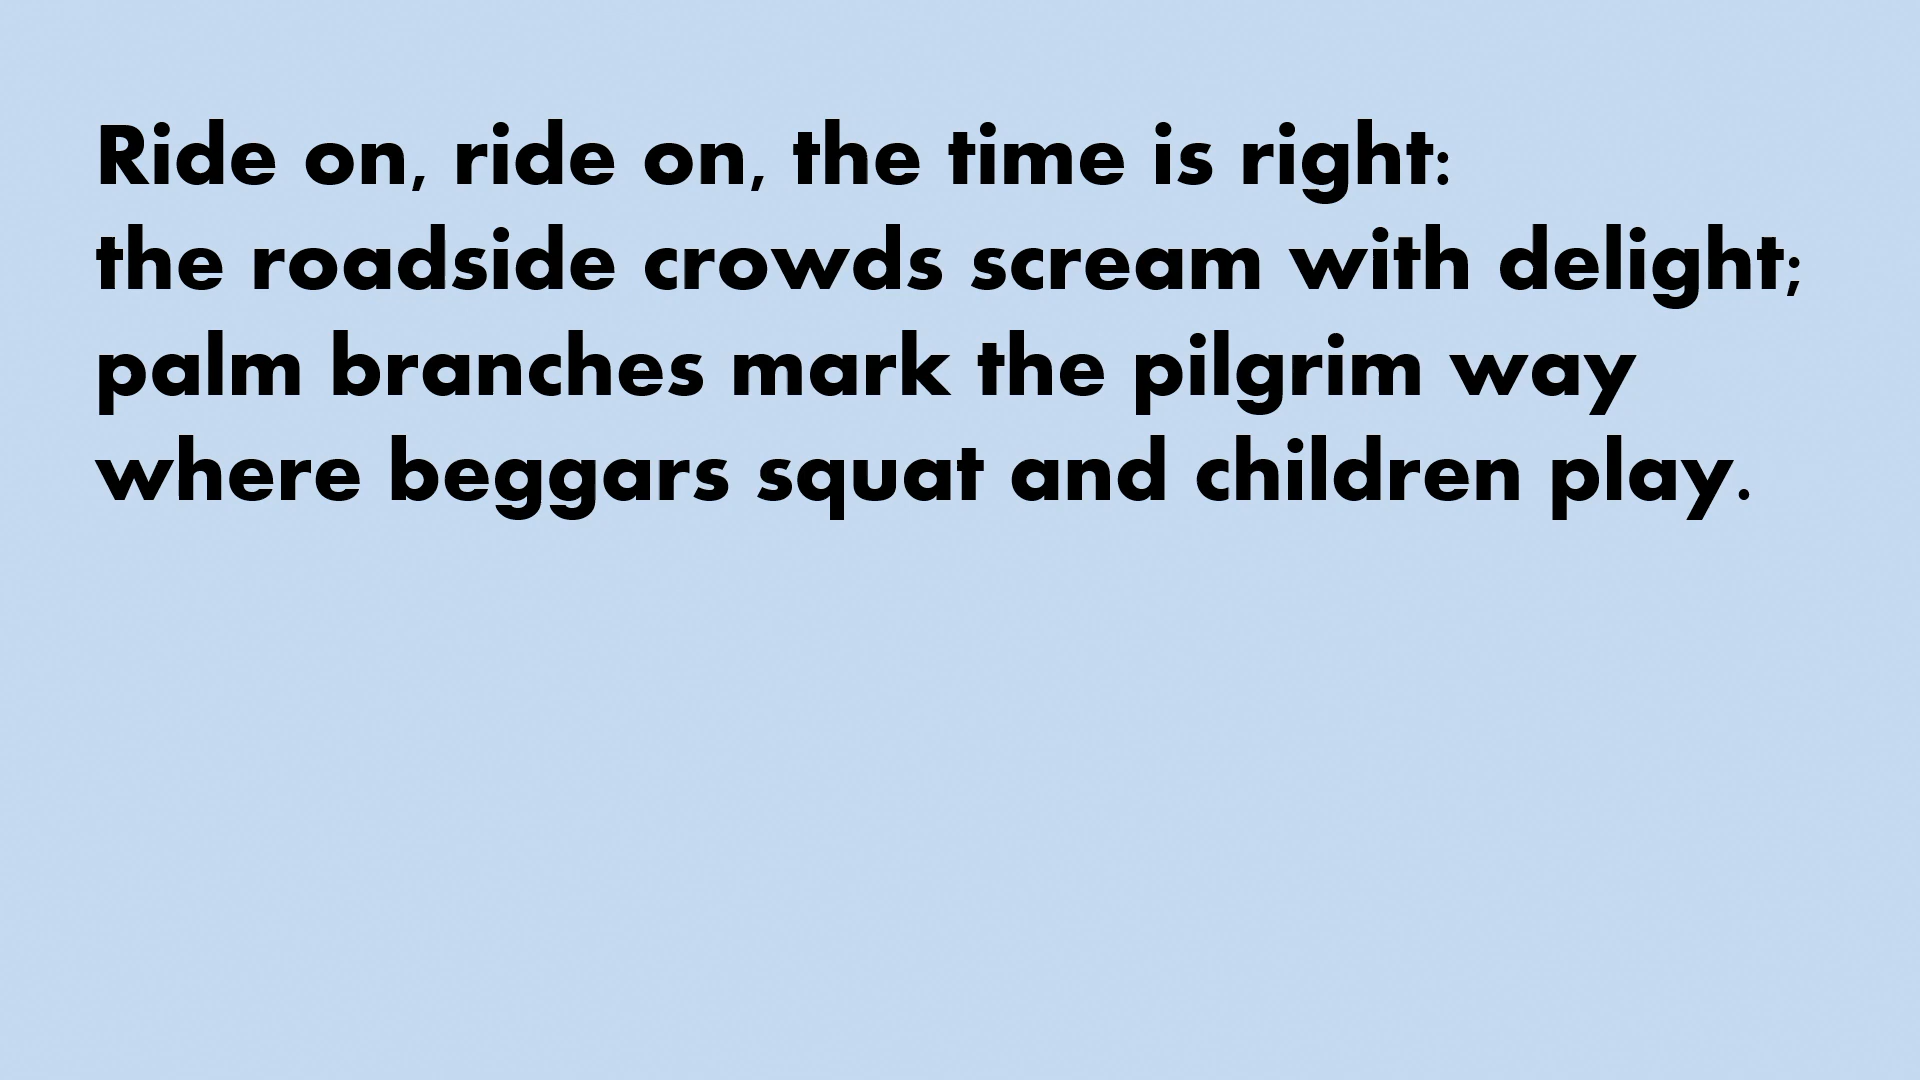 Ride on, ride on, the time is right:
the roadside crowds scream with delight;
palm branches mark the pilgrim way
where beggars squat and children play.